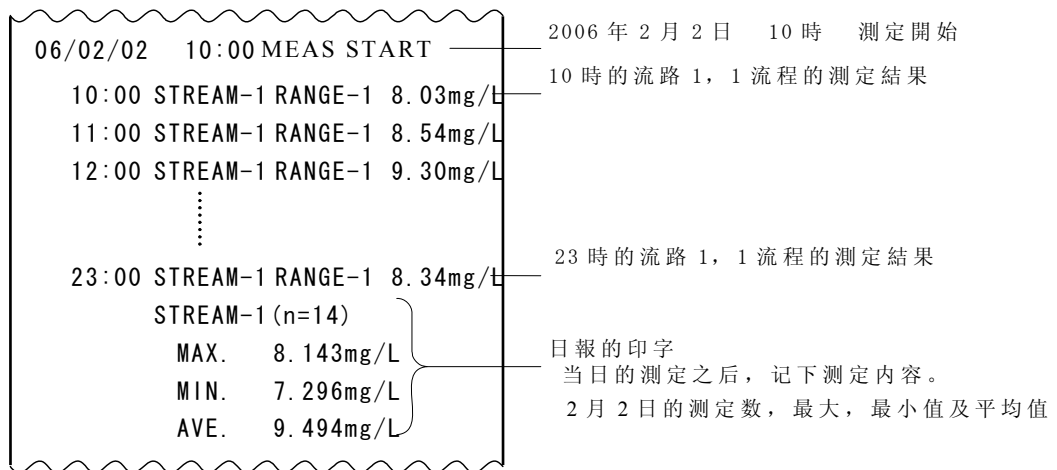 06/02/02 10:00 MEAS START
2006 年 2 月 2 日 10 時 測定開始
10:00 STREAM-1 RANGE-1 8.03mg/L
10 時的流路 1，1 流程的測定結果
11:00 STREAM-1 RANGE-1 8.54mg/L
12:00 STREAM-1 RANGE-1 9.30mg/L
23:00 STREAM-1 RANGE-1 8.34mg/L
23 時的流路 1，1 流程的測定結果
STREAM-1 (n=14)
MAX. 8.143mg/L
MIN. 7.296mg/L
AVE. 9.494mg/L
日報的印字
当日的測定之后，记下测定内容。
2 月 2 日的测定数，最大，最小值及平均值